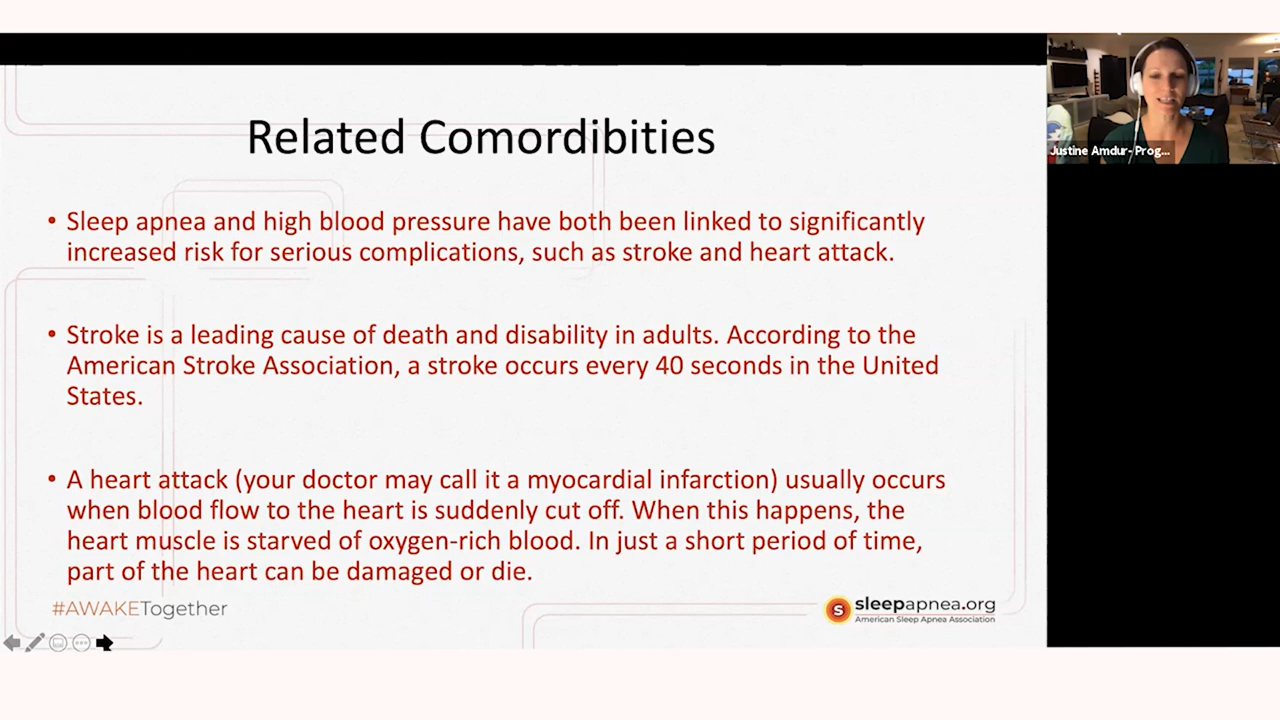 Related Comordibities
• Sleep apnea and high blood pressure have both been linked to significantly
increased risk for serious complications, such as stroke and heart attack.
• Stroke is a leading cause of death and disability in adults. According to the
American Stroke Association, a stroke occurs every 40 seconds in the United
States.
• A heart attack (your doctor may call it a myocardial infarction) usually occurs
when blood flow to the heart is suddenly cut off. When this happens, the
heart muscle is starved of oxygen-rich blood. In just a short period of time,
part of the heart can be damaged or die.
#AWAKETogether
S sleepapnea.org
American Sleep Apnea Association
Justine Amdur- Prog...